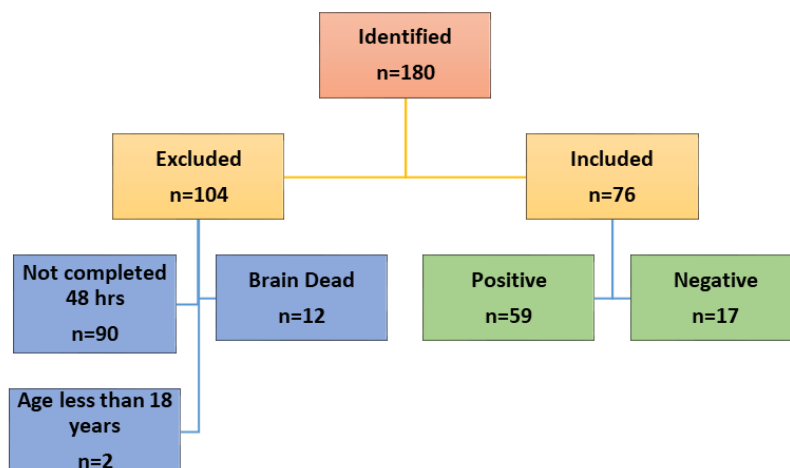 Identified
n=180
Excluded
n=104
Included
n=76
Not completed
48 hrs
n=90
Brain Dead
n=12
Positive
n=59
Negative
n=17
Age less than 18
years
n=2